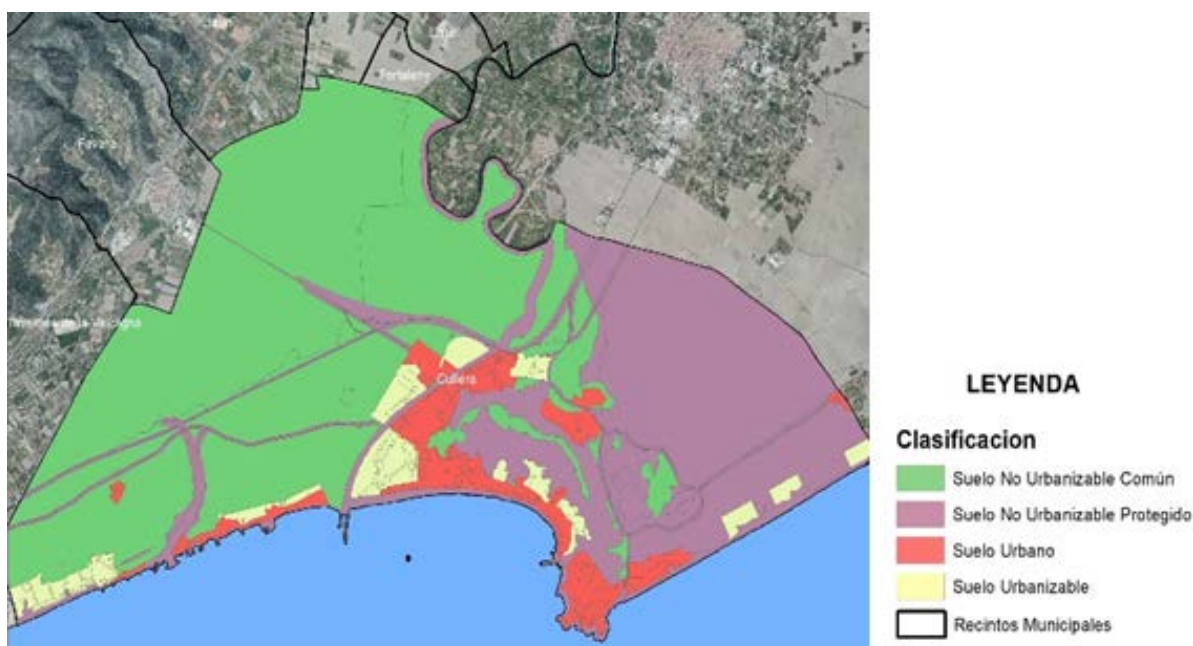 Fortaleny
Favara
Cullera
LEYENDA
Clasificacion
Suelo No Urbanizable Común
Suelo No Urbanizable Protegido
Suelo Urbano
Suelo Urbanizable
Recintos Municipales